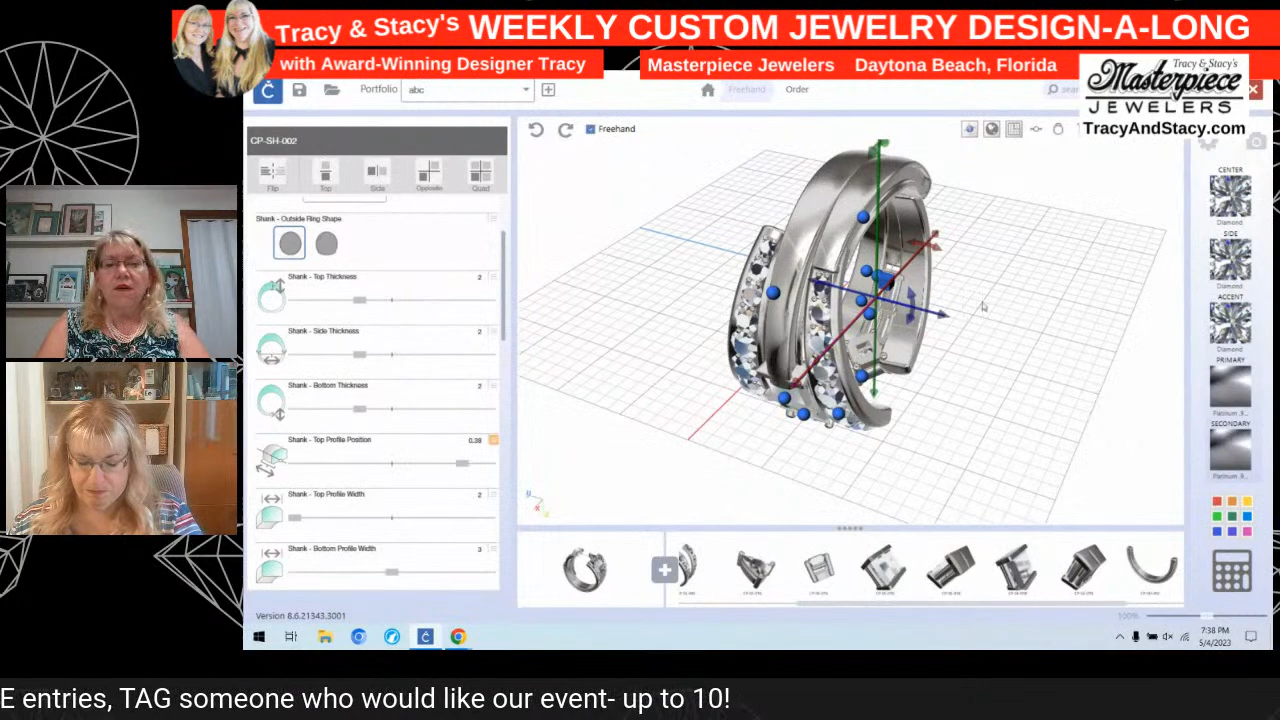 Tracy & Stacy's WEEKLY CUSTOM JEWELRY DESIGN-A-LONG
with Award-Winning Designer Tracy
Masterpiece Jewelers Daytona Beach, Florida
Tracy & Stacy's
Masterpiece
JEWELERS
TracyAndStacy.com
Portfolio
abc
Freehand
Order
CP-SH-002
Flip
Top
Side
Opposite
Quad
Shank - Outside Ring Shape
Shank - Top Thickness 2
Shank - Side Thickness 2
Shank - Bottom Thickness 2
Shank - Top Profile Position 0.38
Shank - Top Profile Width 2
Shank - Bottom Profile Width 3
Freehand
CENTER
Diamond
SIDE
Diamond
ACCENT
Diamond
PRIMARY
Platinum
SECONDARY
Platinum
Version 8.6.21343.3001
100%
7:38 PM
5/4/2023
E entries, TAG someone who would like our event- up to 10!